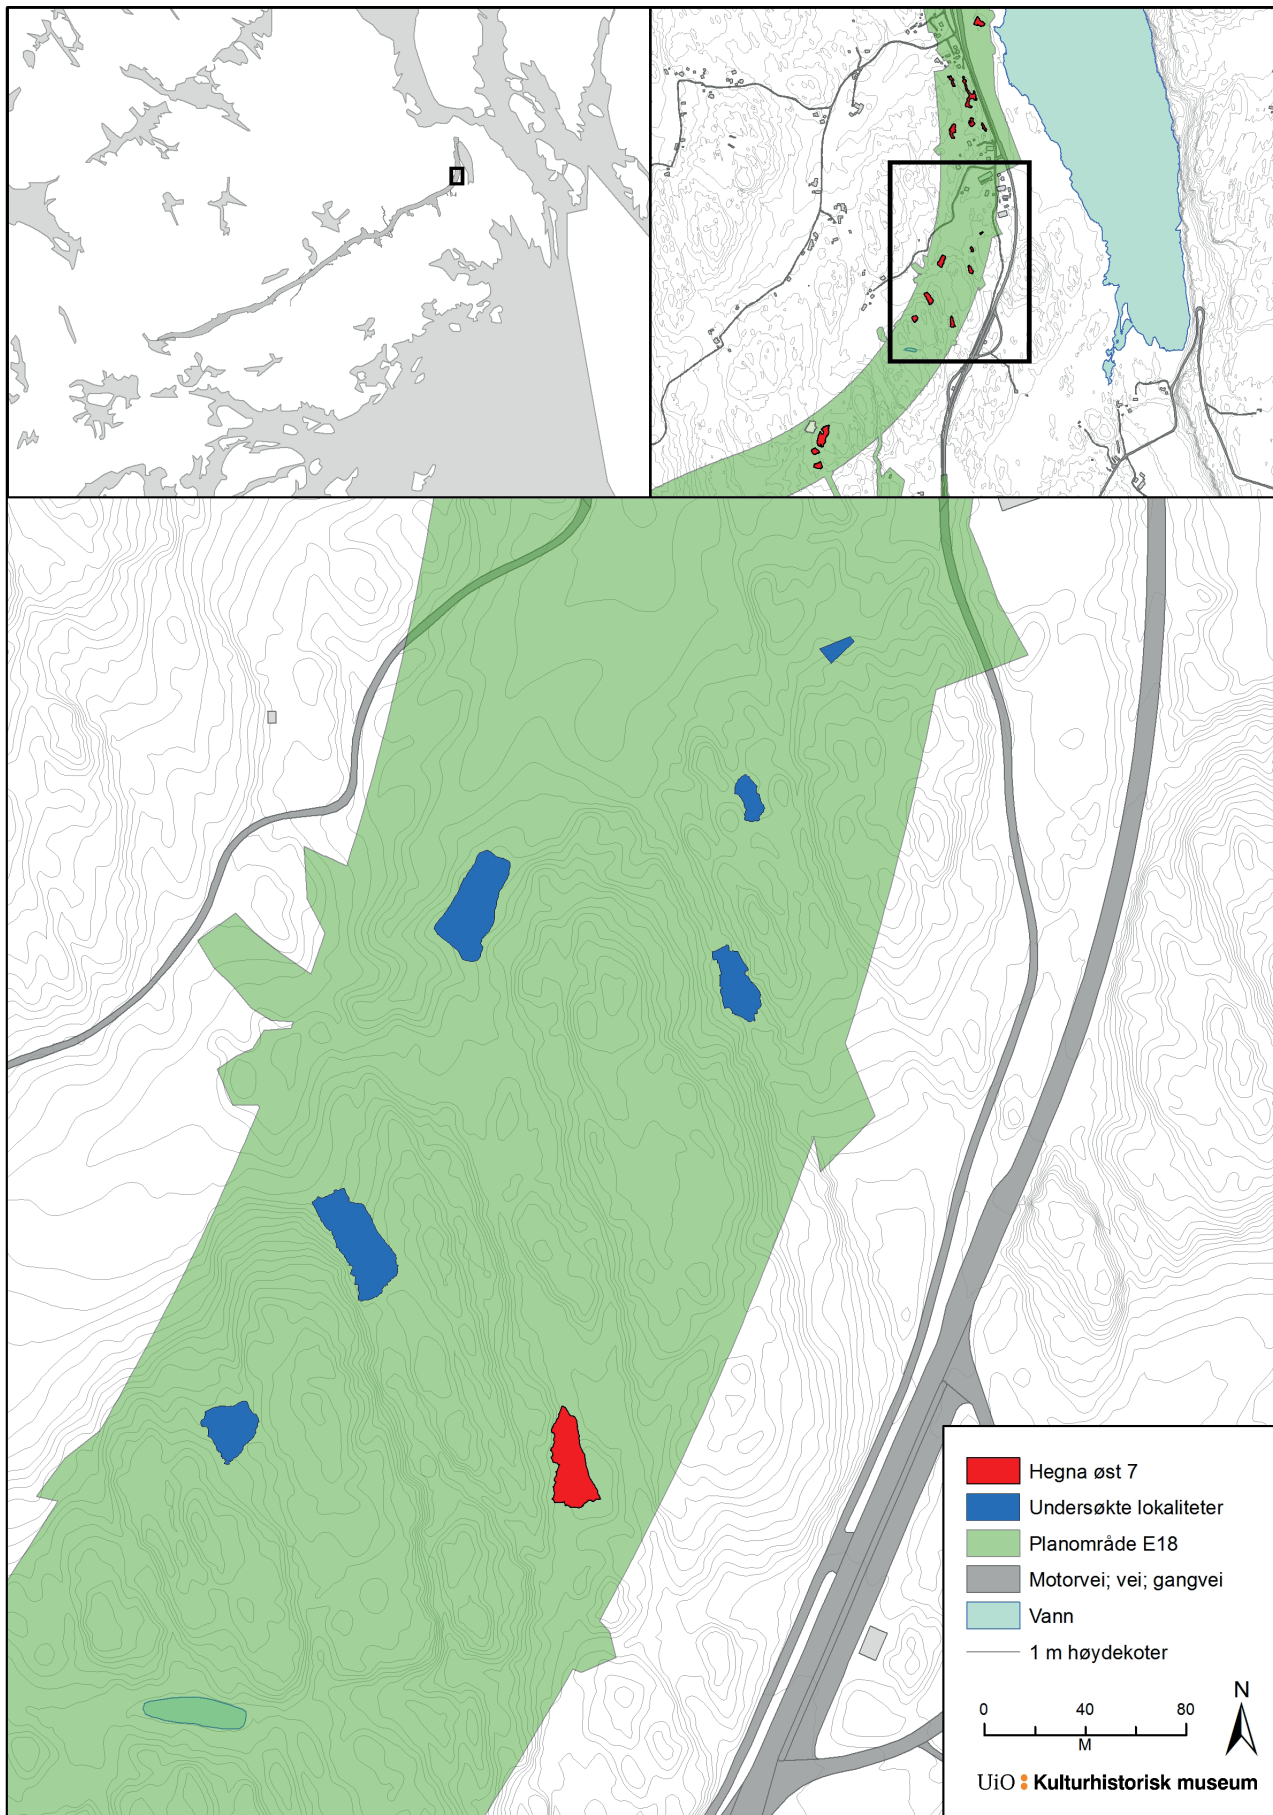 Hegna øst 7
Undersøkte lokaliteter
Planområde E18
Motorvei; vei; gangvei
Vann
1 m høydekoter
0 40 80
M
N
UiO Kulturhistorisk museum